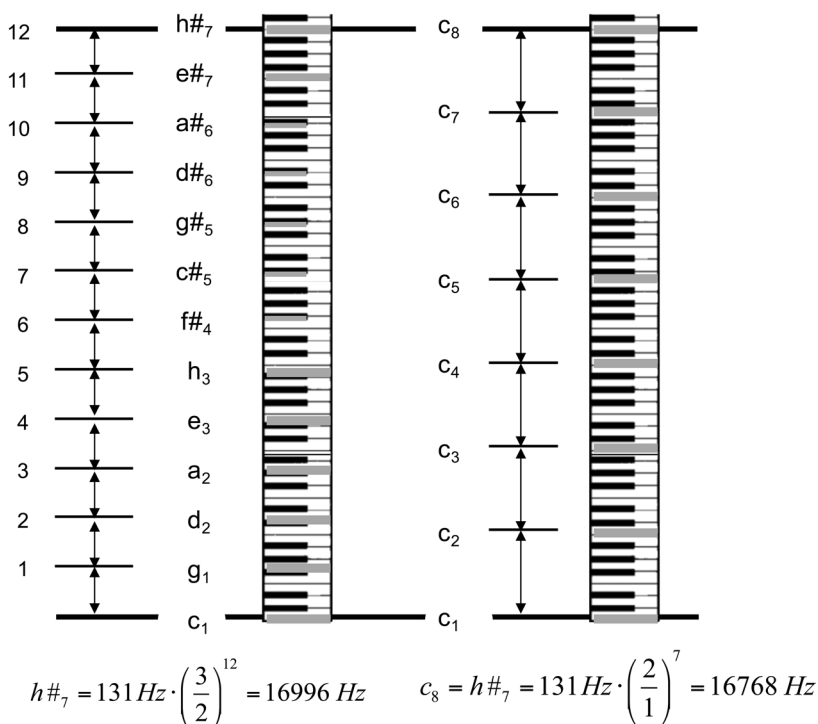 12 h#₇ c₈
11 e#₇
c₇
10 a#₆
9 d#₆
c₆
8 g#₅
7 c#₅ c₅
6 f#₄
5 h₃ c₄
4 e₃
c₃
3 a₂
2 d₂
c₂
1 g₁
c₁ c₁
h#₇ = 131 Hz · (3/2)¹² = 16996 Hz c₈ = h#₇ = 131 Hz · (2/1)⁷ = 16768 Hz